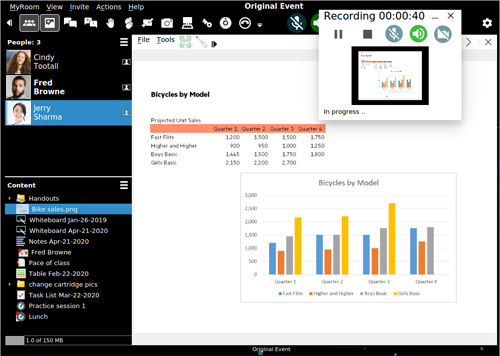 Original Event
MyRoom View Invite Actions Help
Recording 00:00:40
In progress ..
People: 3
Cindy
Tootall
Fred
Browne
Jerry
Sharma
File Tools
Bicycles by Model
Projected Unit Sales
Quarter 1 Quarter 2 Quarter 3 Quarter 4
Fast Flite 1,200 1,500 1,500 1,750
Higher and Higher 900 950 1,000 1,250
Boys Basic 1,445 1,500 1,750 1,800
Girls Basic 2,150 2,200 2,700
Bicycles by Model
3,000
2,500
2,000
1,500
1,000
500
0
Quarter 1 Quarter 2 Quarter 3 Quarter 4
Fast Flite Higher and Higher Boys Basic Girls Basic
Content
Handouts
Bike sales.png
Whiteboard Jan-26-2019
Whiteboard Apr-21-2020
Notes Apr-21-2020
Fred Browne
Pace of class
Table Feb-22-2020
change cartridge pics
Task List Mar-22-2020
Practice session 1
Lunch
1.0 of 150 MB
Original Event